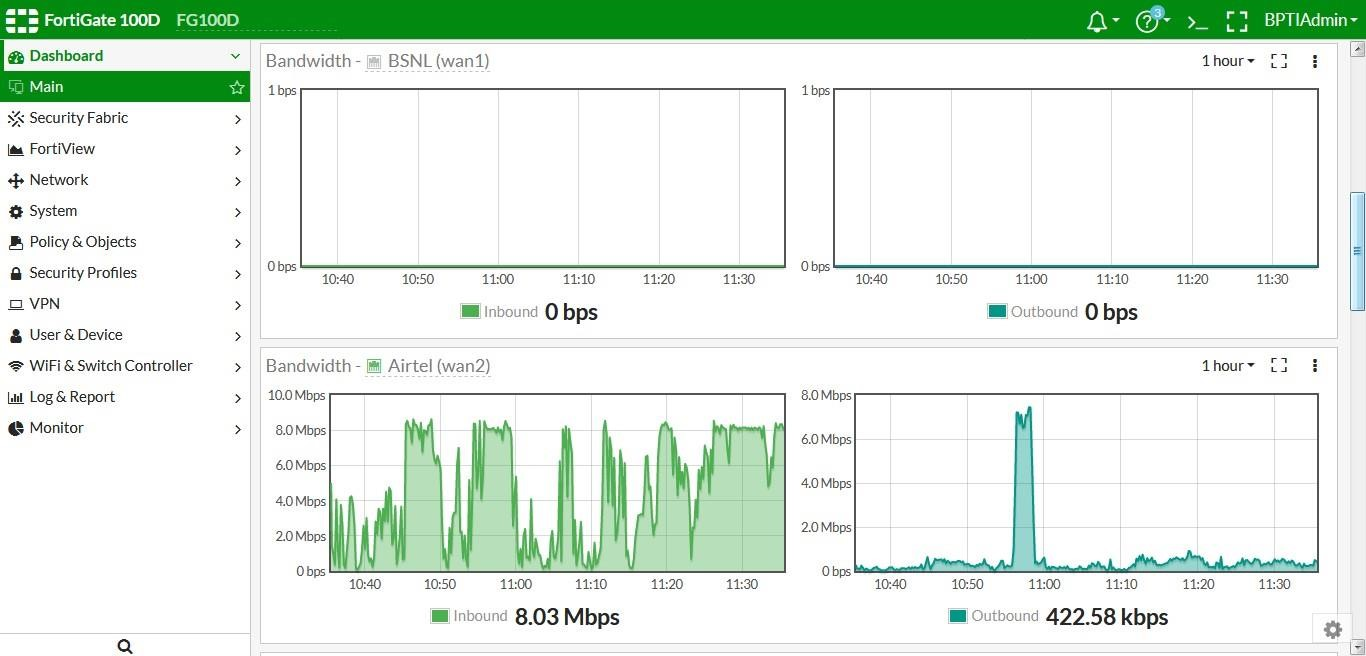 FortiGate 100D FG100D
3
BPTIAdmin
Dashboard
Main
Security Fabric
FortiView
Network
System
Policy & Objects
Security Profiles
VPN
User & Device
WiFi & Switch Controller
Log & Report
Monitor
Bandwidth - BSNL (wan1)
1 hour
1 bps
0 bps
10:40 10:50 11:00 11:10 11:20 11:30
Inbound 0 bps
1 bps
0 bps
10:40 10:50 11:00 11:10 11:20 11:30
Outbound 0 bps
Bandwidth - Airtel (wan2)
1 hour
10.0 Mbps
8.0 Mbps
6.0 Mbps
4.0 Mbps
2.0 Mbps
0 bps
10:40 10:50 11:00 11:10 11:20 11:30
Inbound 8.03 Mbps
8.0 Mbps
6.0 Mbps
4.0 Mbps
2.0 Mbps
0 bps
10:40 10:50 11:00 11:10 11:20 11:30
Outbound 422.58 kbps